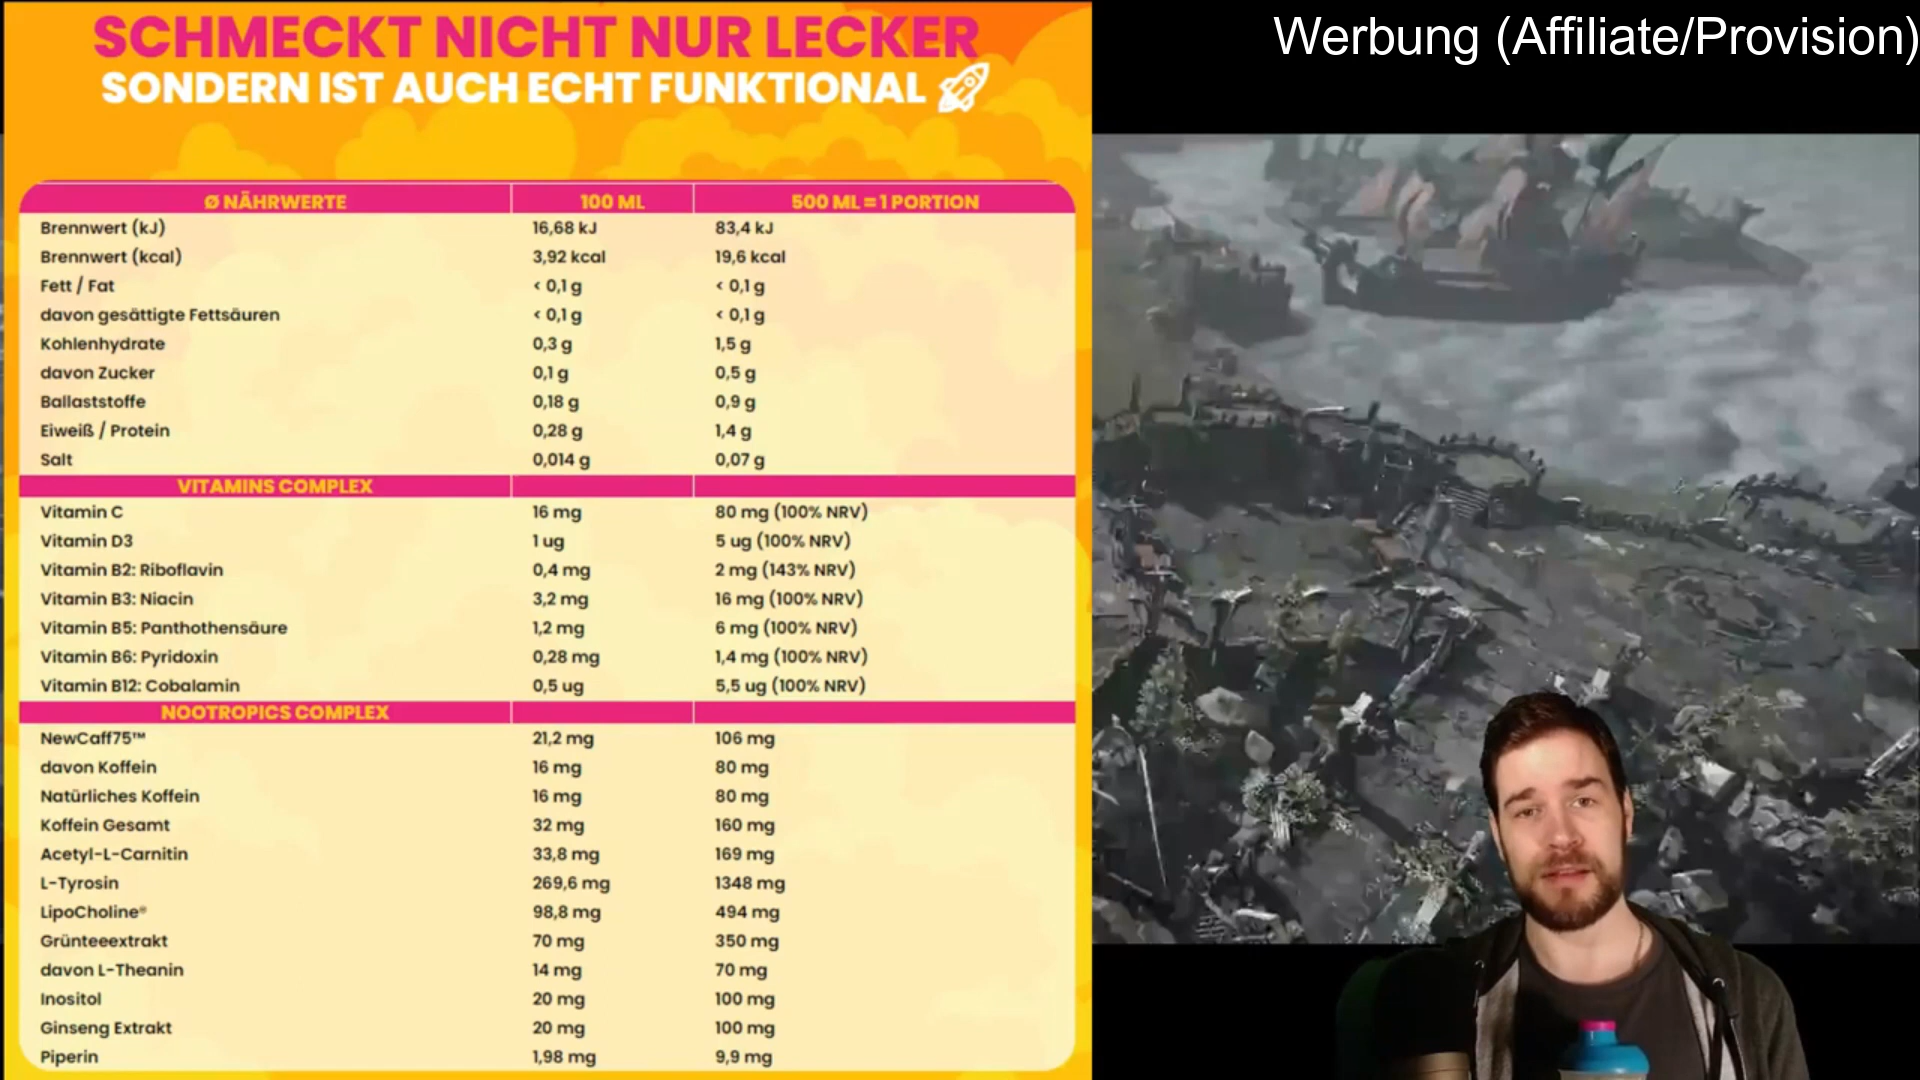 SCHMECKT NICHT NUR LECKER
SONDERN IST AUCH ECHT FUNKTIONAL
Werbung (Affiliate/Provision)
Ø NÄHRWERTE 100 ML 500 ML = 1 PORTION
Brennwert (kJ) 16,68 kJ 83,4 kJ
Brennwert (kcal) 3,92 kcal 19,6 kcal
Fett / Fat < 0,1 g < 0,1 g
davon gesättigte Fettsäuren < 0,1 g < 0,1 g
Kohlenhydrate 0,3 g 1,5 g
davon Zucker 0,1 g 0,5 g
Ballaststoffe 0,18 g 0,9 g
Eiweiß / Protein 0,28 g 1,4 g
Salt 0,014 g 0,07 g
VITAMINS COMPLEX
Vitamin C 16 mg 80 mg (100% NRV)
Vitamin D3 1 ug 5 ug (100% NRV)
Vitamin B2: Riboflavin 0,4 mg 2 mg (143% NRV)
Vitamin B3: Niacin 3,2 mg 16 mg (100% NRV)
Vitamin B5: Panthothensäure 1,2 mg 6 mg (100% NRV)
Vitamin B6: Pyridoxin 0,28 mg 1,4 mg (100% NRV)
Vitamin B12: Cobalamin 0,5 ug 5,5 ug (100% NRV)
NOOTROPICS COMPLEX
NewCaff75™ 21,2 mg 106 mg
davon Koffein 16 mg 80 mg
Natürliches Koffein 16 mg 80 mg
Koffein Gesamt 32 mg 160 mg
Acetyl-L-Carnitin 33,8 mg 169 mg
L-Tyrosin 269,6 mg 1348 mg
LipoCholine® 98,8 mg 494 mg
Grünteeextrakt 70 mg 350 mg
davon L-Theanin 14 mg 70 mg
Inositol 20 mg 100 mg
Ginseng Extrakt 20 mg 100 mg
Piperin 1,98 mg 9,9 mg